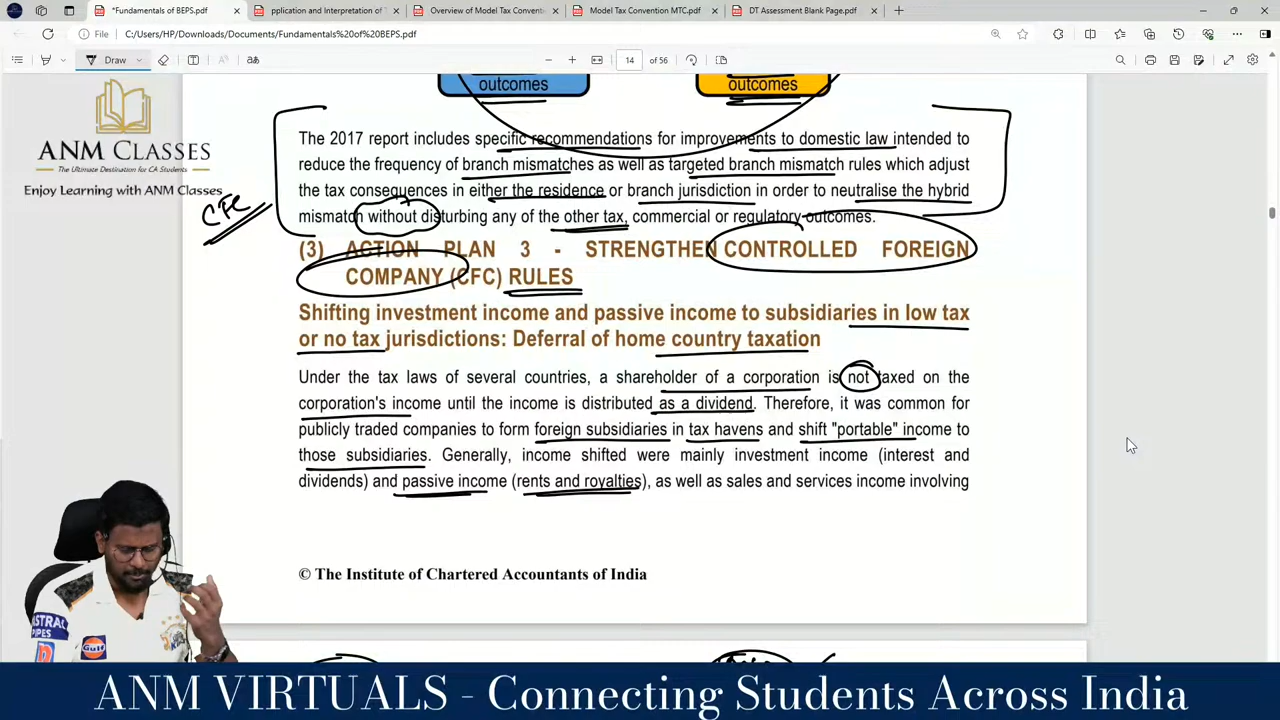 *Fundamentals of BEPS.pdf
pplication and Interpretation of T
Overview of Model Tax Conventi
Model Tax Convention MTC.pdf
DT Assessment Blank Page.pdf
File
C:/Users/HP/Downloads/Documents/Fundamentals%20of%20BEPS.pdf
Draw
14 of 56
outcomes
outcomes
ANM CLASSES
The Ultimate Destination for CA Students
Enjoy Learning with ANM Classes
CFC
The 2017 report includes specific recommendations for improvements to domestic law intended to
reduce the frequency of branch mismatches as well as targeted branch mismatch rules which adjust
the tax consequences in either the residence or branch jurisdiction in order to neutralise the hybrid
mismatch without disturbing any of the other tax, commercial or regulatory outcomes.
(3) ACTION PLAN 3 - STRENGTHEN CONTROLLED FOREIGN
COMPANY (CFC) RULES
Shifting investment income and passive income to subsidiaries in low tax
or no tax jurisdictions: Deferral of home country taxation
Under the tax laws of several countries, a shareholder of a corporation is not taxed on the
corporation's income until the income is distributed as a dividend. Therefore, it was common for
publicly traded companies to form foreign subsidiaries in tax havens and shift "portable" income to
those subsidiaries. Generally, income shifted were mainly investment income (interest and
dividends) and passive income (rents and royalties), as well as sales and services income involving
© The Institute of Chartered Accountants of India
ASTRAL
PIPES
Gulf
ANM VIRTUALS - Connecting Students Across India